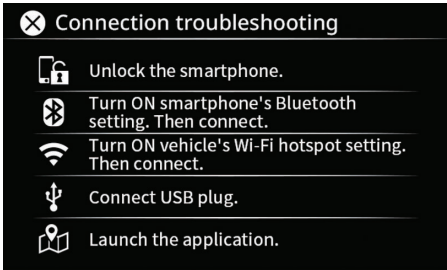 Connection troubleshooting
Unlock the smartphone.
Turn ON smartphone's Bluetooth
setting. Then connect.
Turn ON vehicle's Wi-Fi hotspot setting.
Then connect.
Connect USB plug.
Launch the application.